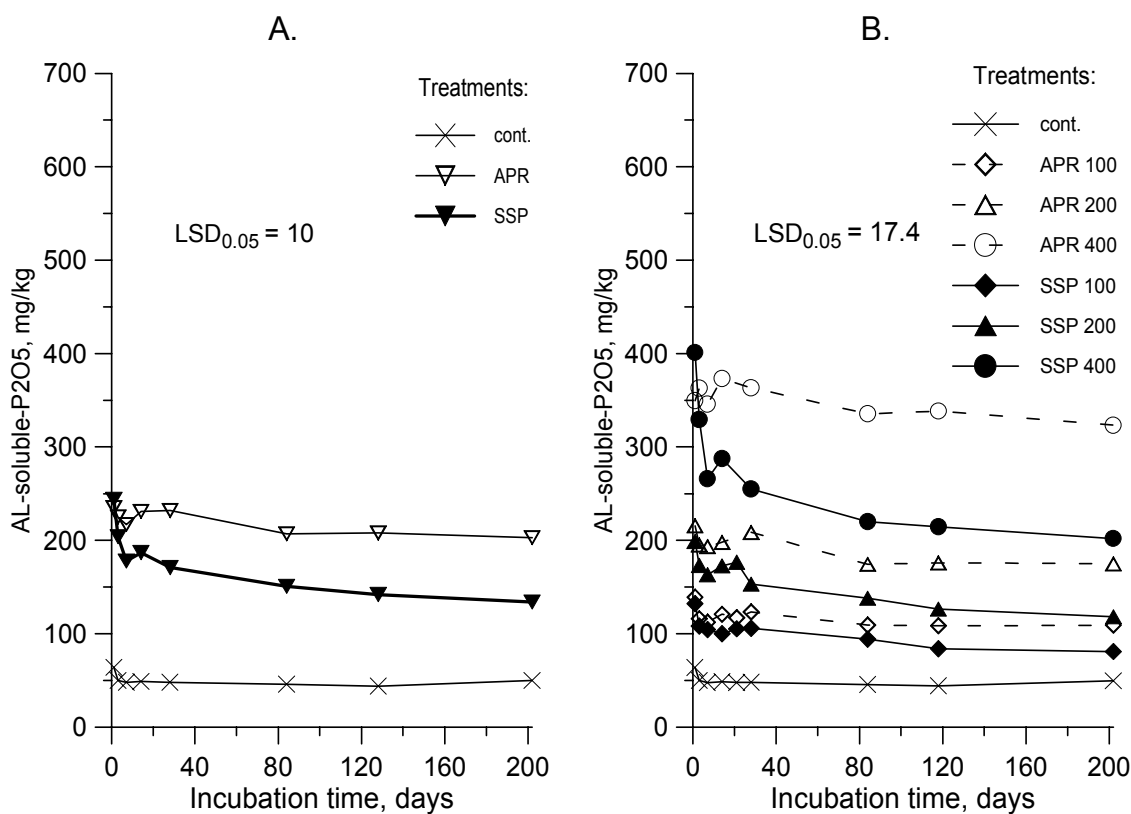 A.
700
600
500
400
300
200
100
0
AL-soluble-P2O5, mg/kg
Treatments:
cont.
APR
SSP
LSD0.05 = 10
0 40 80 120 160 200
Incubation time, days
B.
700
600
500
400
300
200
100
0
AL-soluble-P2O5, mg/kg
Treatments:
cont.
APR 100
APR 200
APR 400
SSP 100
SSP 200
SSP 400
LSD0.05 = 17.4
0 40 80 120 160 200
Incubation time, days